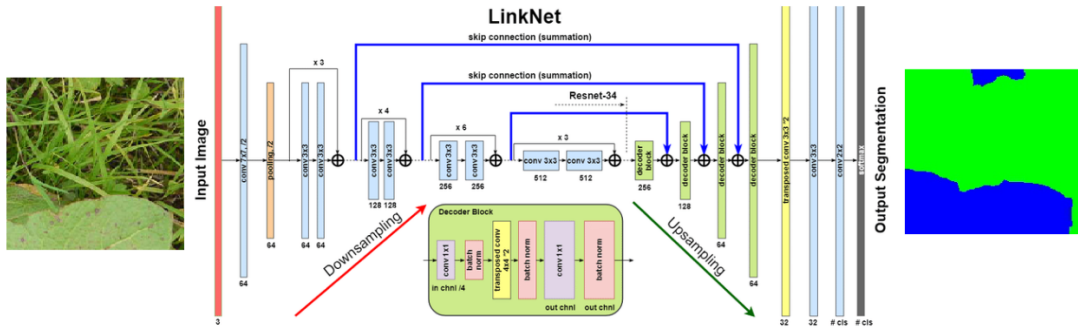 LinkNet
skip connection (summation)
skip connection (summation)
Resnet-34
x 3
x 4
x 6
x 3
Input Image
3
conv 7x7, /2
64
pooling, /2
64
conv 3x3
64
conv 3x3
64
conv 3x3
128
conv 3x3
128
conv 3x3
256
conv 3x3
256
conv 3x3
512
conv 3x3
512
decoder block
256
decoder block
128
decoder block
64
decoder block
64
transposed conv 3x3 *2
32
conv 3x3
32
conv 2x2
# cls
softmax
# cls
Output Segmentation
Downsampling
Upsampling
Decoder Block
conv 1x1
in chnl /4
batch norm
transposed conv 4x4 *2
batch norm
conv 1x1
out chnl
batch norm
out chnl